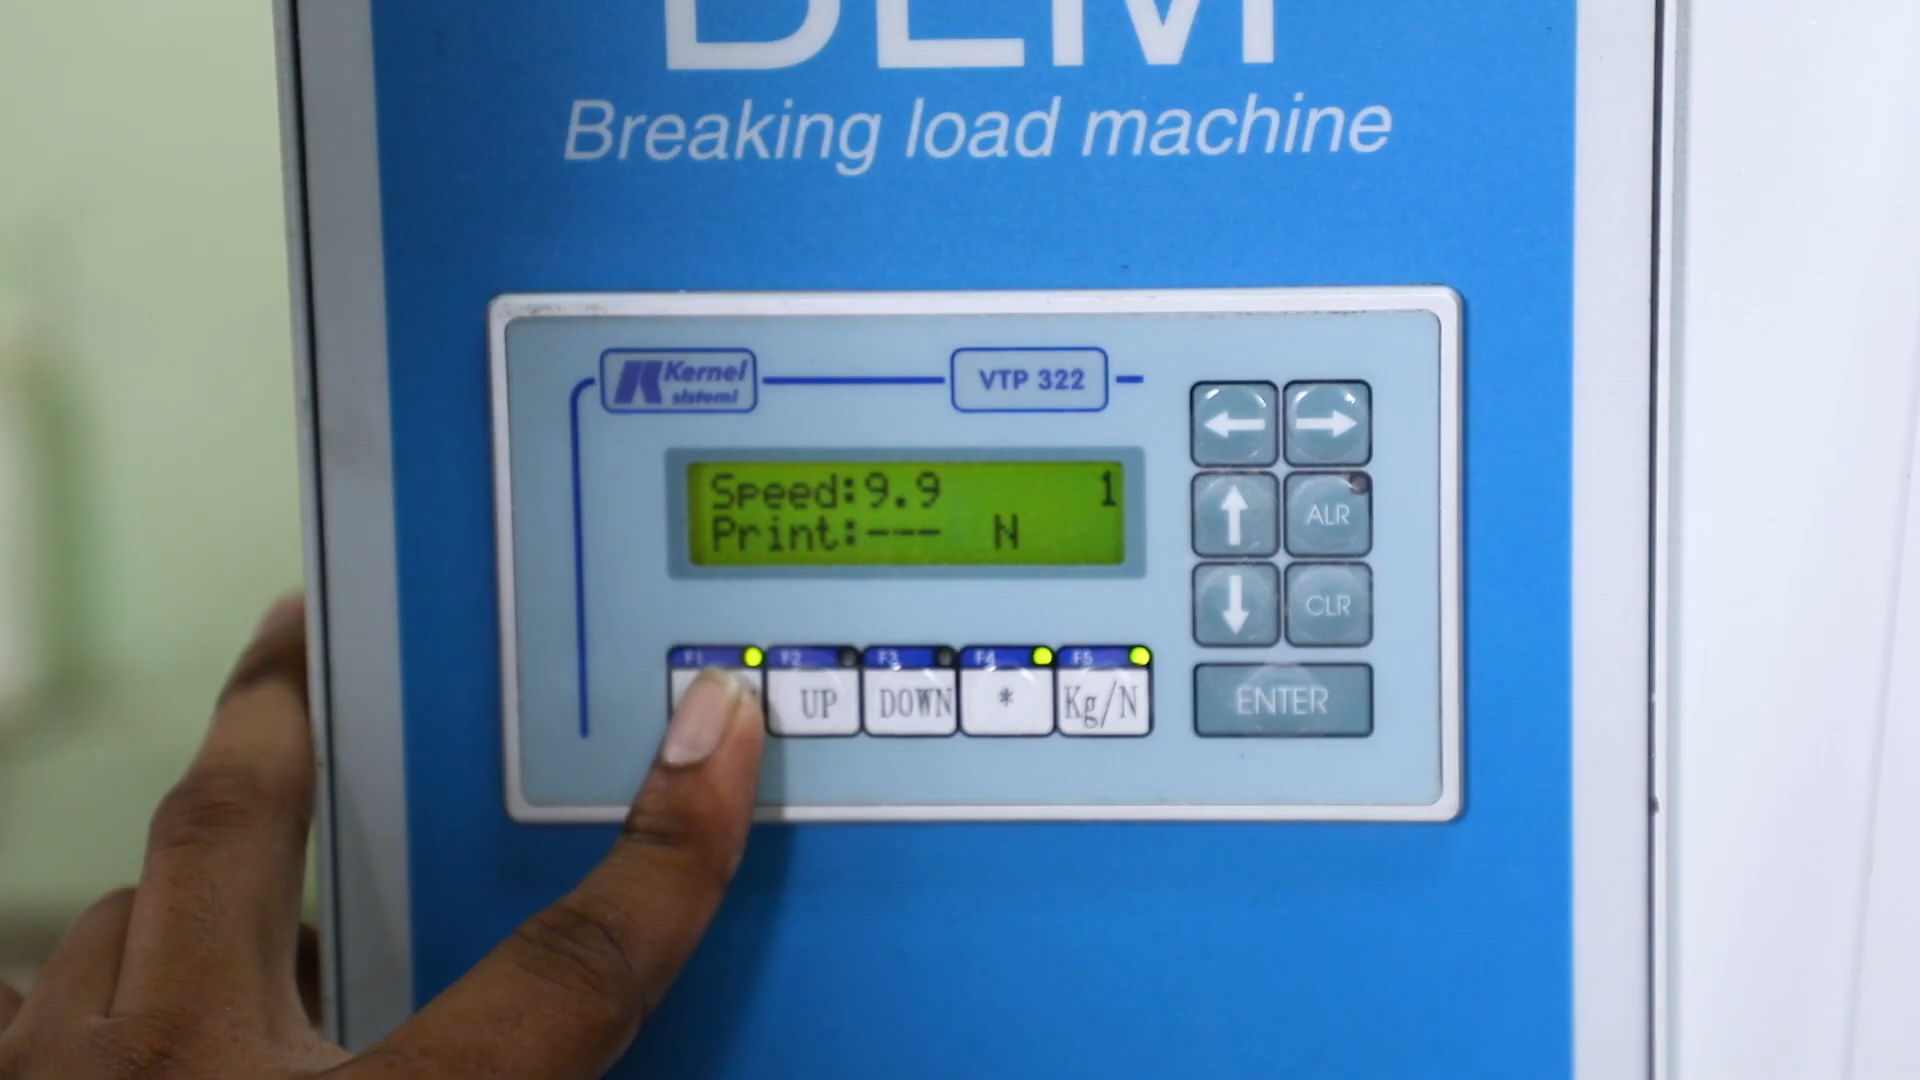 Breaking load machine
Kernel
sistemi
VTP 322
Speed:9.9 1
Print:--- N
ALR
CLR
F1 F2 F3 F4 F5
UP DOWN * Kg/N
ENTER